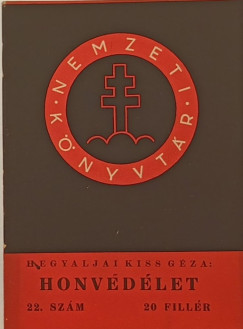 NEMZETI
KÖNYVTÁR
HEGYALJAI KISS GÉZA:
HONVÉDÉLET
22. SZÁM 20 FILLÉR